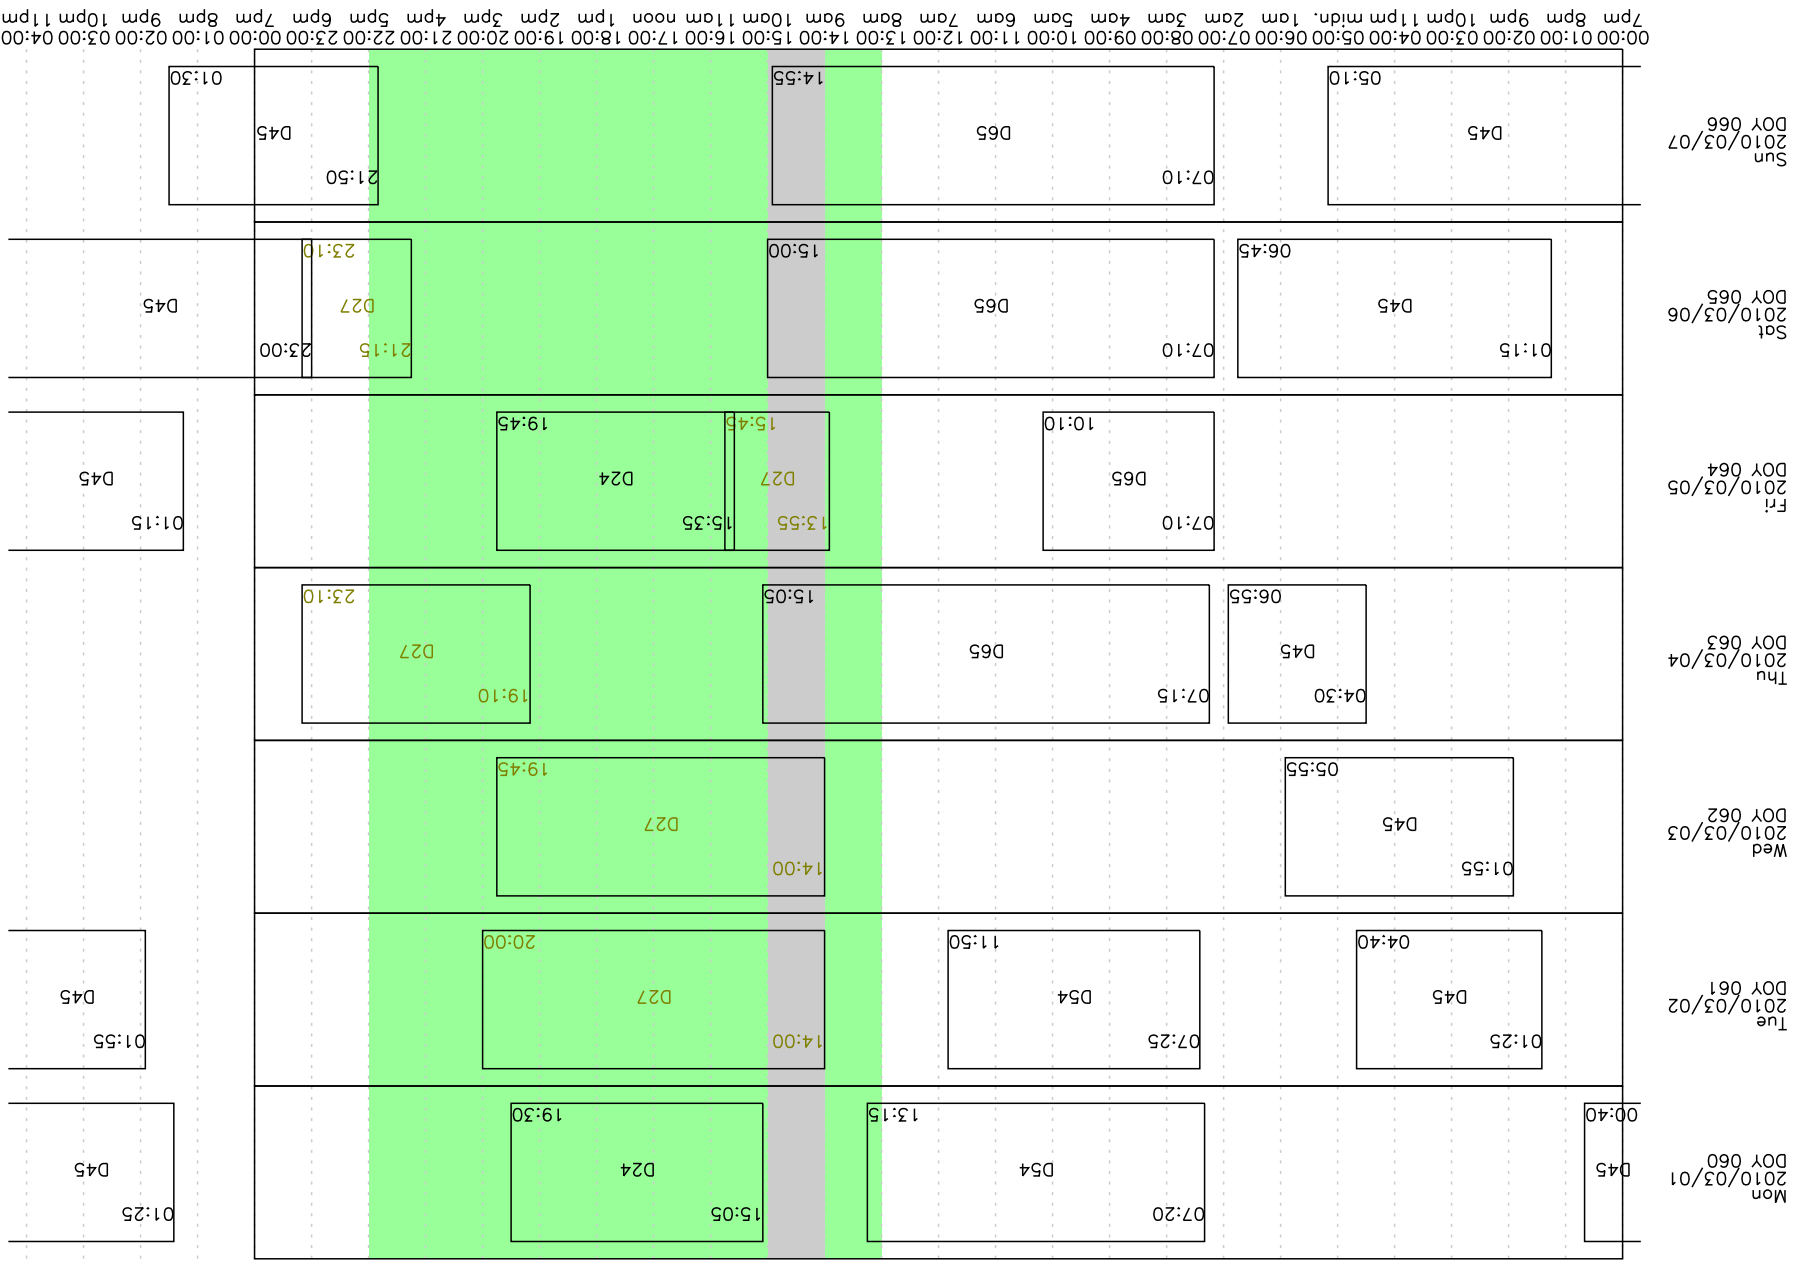 Mon
2010/03/01
DOY 060
D45
00:40
07:20
D54
13:15
15:05
D24
19:30
01:25
D45
Tue
2010/03/02
DOY 061
01:25
D45
04:40
07:25
D54
11:50
14:00
D27
20:00
01:55
D45
Wed
2010/03/03
DOY 062
01:55
D45
05:55
14:00
D27
19:45
Thu
2010/03/04
DOY 063
04:30
D45
06:55
07:15
D65
15:05
19:10
D27
23:10
Fri
2010/03/05
DOY 064
07:10
D65
10:10
13:55
D27
15:45
15:35
D24
19:45
01:15
D45
Sat
2010/03/06
DOY 065
01:15
D45
06:45
07:10
D65
15:00
21:15
D27
23:10
23:00
D45
Sun
2010/03/07
DOY 066
D45
05:10
07:10
D65
14:55
21:50
D45
01:30
00:00 01:00 02:00 03:00 04:00 05:00 06:00 07:00 08:00 09:00 10:00 11:00 12:00 13:00 14:00 15:00 16:00 17:00 18:00 19:00 20:00 21:00 22:00 23:00 00:00 01:00 02:00 03:00 04:00
7pm 8pm 9pm 10pm 11pm midn. 1am 2am 3am 4am 5am 6am 7am 8am 9am 10am 11am noon 1pm 2pm 3pm 4pm 5pm 6pm 7pm 8pm 9pm 10pm 11pm